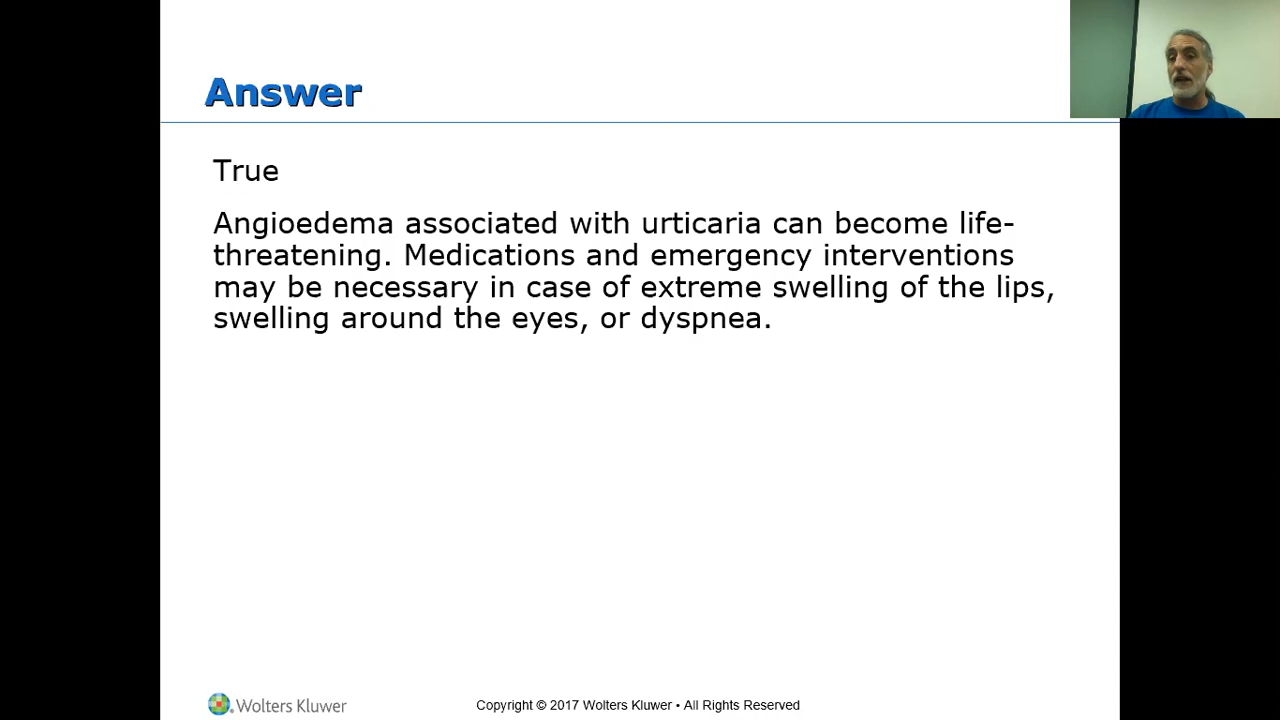 Answer
True
Angioedema associated with urticaria can become life-
threatening. Medications and emergency interventions
may be necessary in case of extreme swelling of the lips,
swelling around the eyes, or dyspnea.
Wolters Kluwer
Copyright © 2017 Wolters Kluwer • All Rights Reserved